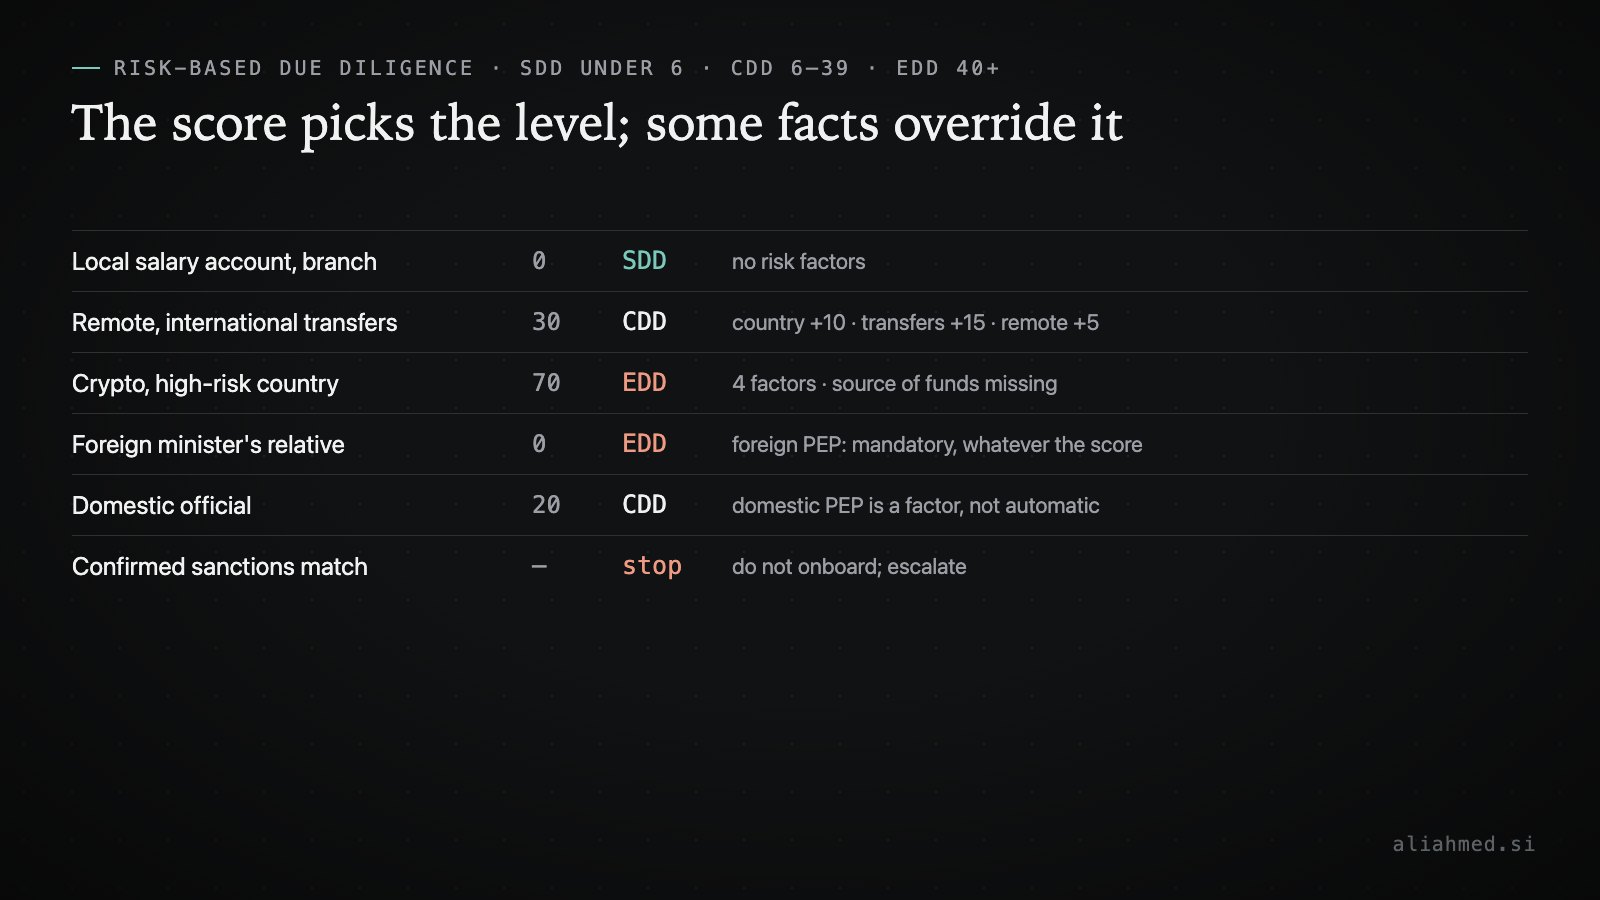 RISK-BASED DUE DILIGENCE · SDD UNDER 6 · CDD 6–39 · EDD 40+
The score picks the level; some facts override it
Local salary account, branch 0 SDD no risk factors
Remote, international transfers 30 CDD country +10 · transfers +15 · remote +5
Crypto, high-risk country 70 EDD 4 factors · source of funds missing
Foreign minister's relative 0 EDD foreign PEP: mandatory, whatever the score
Domestic official 20 CDD domestic PEP is a factor, not automatic
Confirmed sanctions match — stop do not onboard; escalate
aliahmed.si